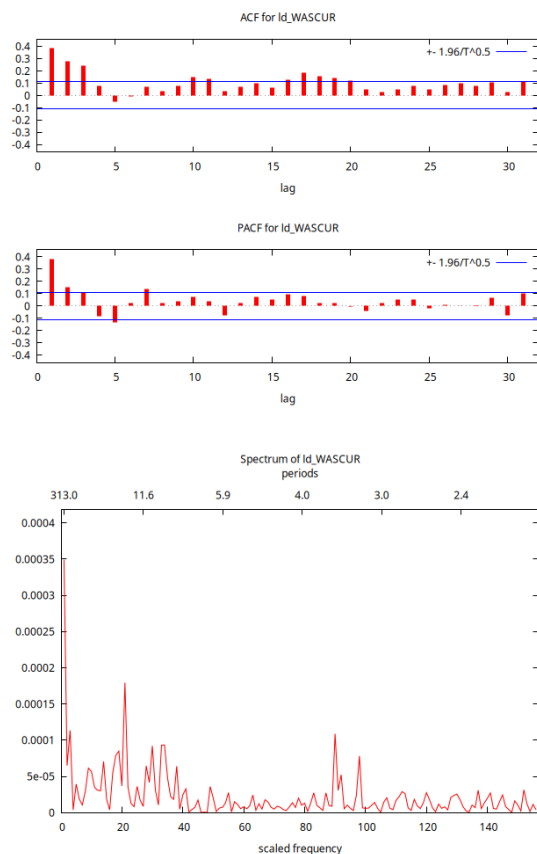 ACF for ld_WASCUR
0.4
0.3
0.2
0.1
0
-0.1
-0.2
-0.3
-0.4
+- 1.96/T^0.5
0 5 10 15 20 25 30
lag
PACF for ld_WASCUR
0.4
0.3
0.2
0.1
0
-0.1
-0.2
-0.3
-0.4
+- 1.96/T^0.5
0 5 10 15 20 25 30
lag
Spectrum of ld_WASCUR
periods
313.0 11.6 5.9 4.0 3.0 2.4
0.0004
0.00035
0.0003
0.00025
0.0002
0.00015
0.0001
5e-05
0
0 20 40 60 80 100 120 140
scaled frequency